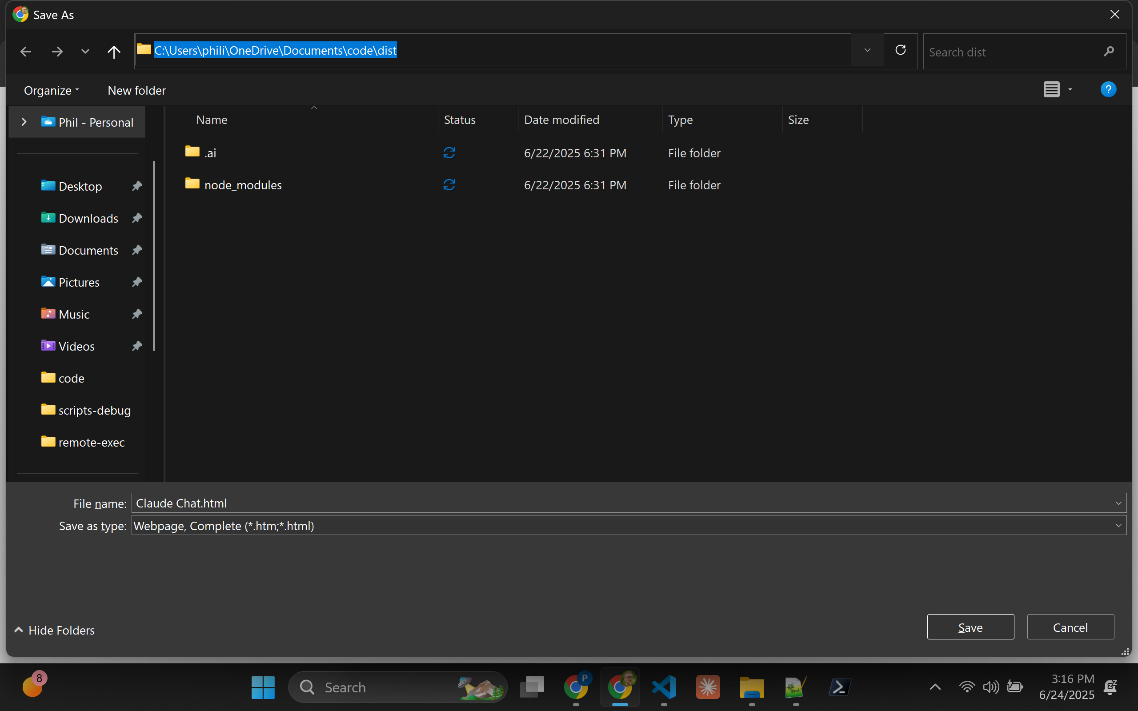 Save As
C:\Users\phili\OneDrive\Documents\code\dist
Search dist
Organize
New folder
?
Phil - Personal
Desktop
Downloads
Documents
Pictures
Music
Videos
code
scripts-debug
remote-exec
Name Status Date modified Type Size
.ai 6/22/2025 6:31 PM File folder
node_modules 6/22/2025 6:31 PM File folder
File name: Claude Chat.html
Save as type: Webpage, Complete (*.htm;*.html)
Hide Folders
Save
Cancel
8
Search
P
3:16 PM
6/24/2025